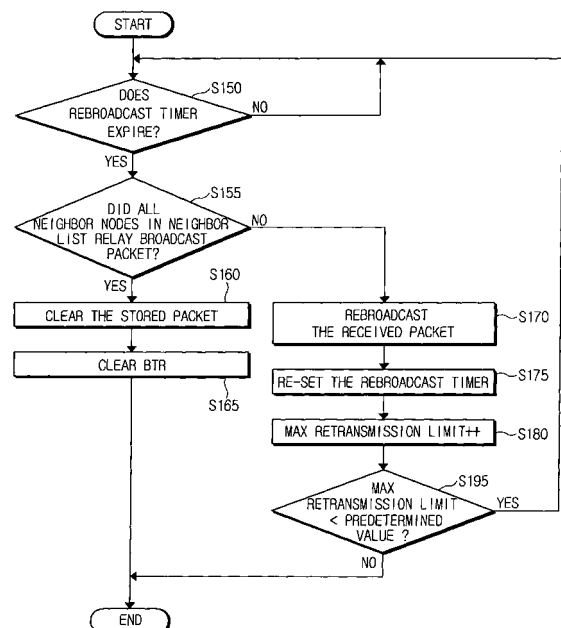 START
S150
DOES
REBROADCAST TIMER
EXPIRE?
NO
YES
S155
DID ALL
NEIGHBOR NODES IN NEIGHBOR
LIST RELAY BROADCAST
PACKET?
NO
YES
S160
CLEAR THE STORED PACKET
CLEAR BTR
S165
REBROADCAST
THE RECEIVED PACKET
S170
RE-SET THE REBROADCAST TIMER
S175
MAX RETRANSMISSION LIMIT++
S180
S195
MAX
RETRANSMISSION LIMIT
< PREDETERMINED
VALUE ?
YES
NO
END